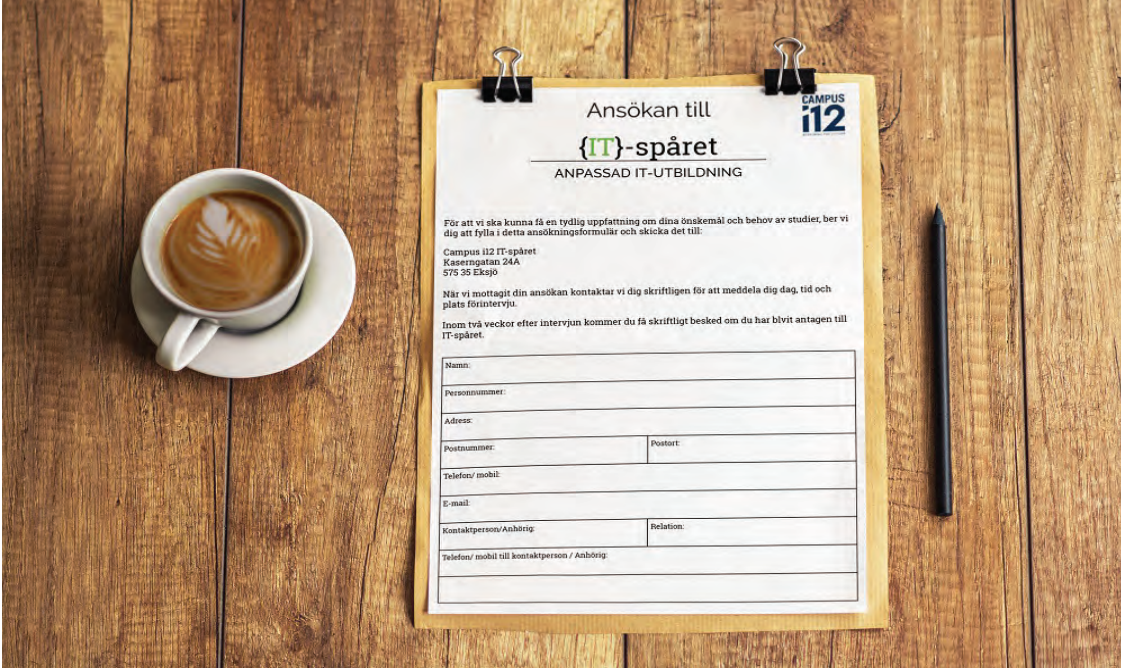 Ansökan till
CAMPUS
i12
{IT}-spåret
ANPASSAD IT-UTBILDNING
För att vi ska kunna få en tydlig uppfattning om dina önskemål och behov av studier, ber vi
dig att fylla i detta ansökningsformulär och skicka det till:
Campus i12 IT-spåret
Kaserngatan 24A
575 35 Eksjö
När vi mottagit din ansökan kontaktar vi dig skriftligen för att meddela dig dag, tid och
plats förintervju.
Inom två veckor efter intervjun kommer du få skriftligt besked om du har blvit antagen till
IT-spåret.
Namn:
Personnummer:
Adress:
Postnummer: Postort:
Telefon/ mobil:
E-mail:
Kontaktperson/Anhörig: Relation:
Telefon/ mobil till kontaktperson / Anhörig: